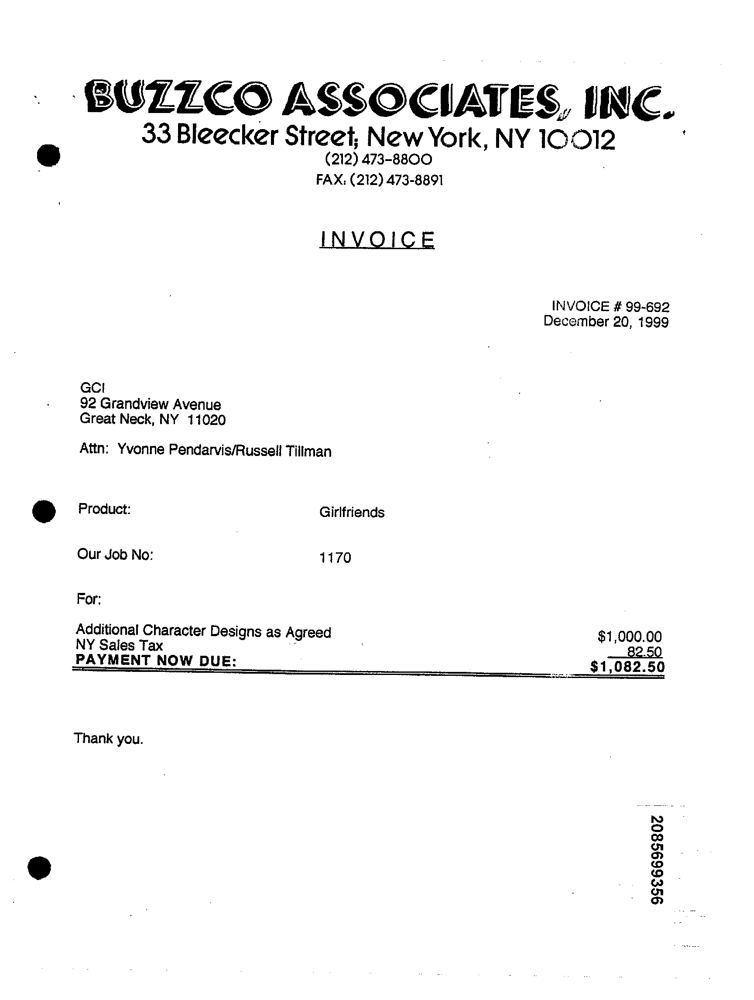 BUZZCO ASSOCIATES, INC.
33 Bleecker Street, New York, NY 10012
(212) 473-8800
FAX: (212) 473-8891
INVOICE
INVOICE # 99-692
December 20, 1999
GCI
92 Grandview Avenue
Great Neck, NY 11020
Attn: Yvonne Pendarvis/Russell Tillman
Product: Girlfriends
Our Job No: 1170
For:
Additional Character Designs as Agreed $1,000.00
NY Sales Tax 82.50
PAYMENT NOW DUE: $1,082.50
Thank you.
2085699356